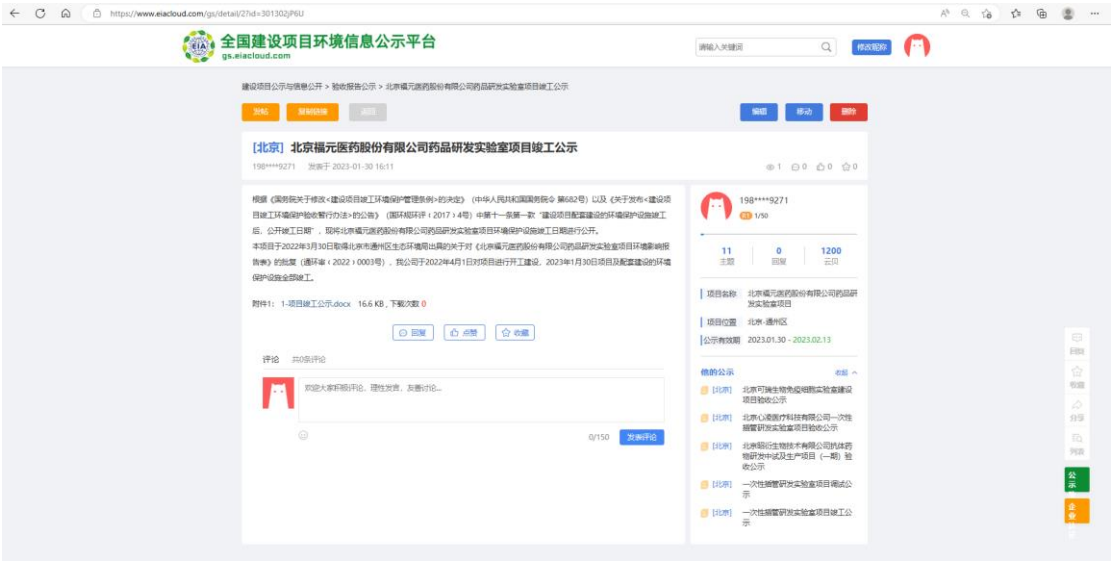 https://www.eiacloud.com/gs/detail/2?id=301302jP6U
EIA
全国建设项目环境信息公示平台
gs.eiacloud.com
请输入关键词
修改昵称
建设项目公示与信息公开 > 验收报告公示 > 北京福元医药股份有限公司药品研发实验室项目竣工公示
发帖 复制链接 返回
编辑 移动 删除
[北京] 北京福元医药股份有限公司药品研发实验室项目竣工公示
198****9271 发表于 2023-01-30 16:11
1 0 0 0
根据《国务院关于修改<建设项目竣工环境保护管理条例>的决定》（中华人民共和国国务院令 第682号）以及《关于发布<建设项
目竣工环境保护验收暂行办法>的公告》（国环规环评（2017）4号）中第十一条第一款“建设项目配套建设的环境保护设施竣工
后，公开竣工日期”，现将北京福元医药股份有限公司药品研发实验室项目环境保护设施竣工日期进行公开。
本项目于2022年3月30日取得北京市通州区生态环境局出具的关于对《北京福元医药股份有限公司药品研发实验室项目环境影响报
告表》的批复（通环审（2022）0003号），我公司于2022年4月1日对项目进行开工建设，2023年1月30日项目及配套建设的环境
保护设施全部竣工。
附件1： 1-项目竣工公示.docx 16.6 KB，下载次数 0
回复 点赞 收藏
评论 共0条评论
欢迎大家积极评论，理性发言，友善讨论...
0/150 发表评论
198****9271
1/50
11 0 1200
主题 回复 云贝
项目名称 北京福元医药股份有限公司药品研
发实验室项目
项目位置 北京-通州区
公示有效期 2023.01.30 - 2023.02.13
他的公示 收起
[北京] 北京可瑞生物免疫细胞实验室建设
项目验收公示
[北京] 北京心凌医疗科技有限公司一次性
插管研发实验室项目验收公示
[北京] 北京昭衍生物技术有限公司抗体药
物研发中试及生产项目（一期）验
收公示
[北京] 一次性插管研发实验室项目调试公
示
[北京] 一次性插管研发实验室项目竣工公
示
回复
收藏
分享
列表
公
示
企
业